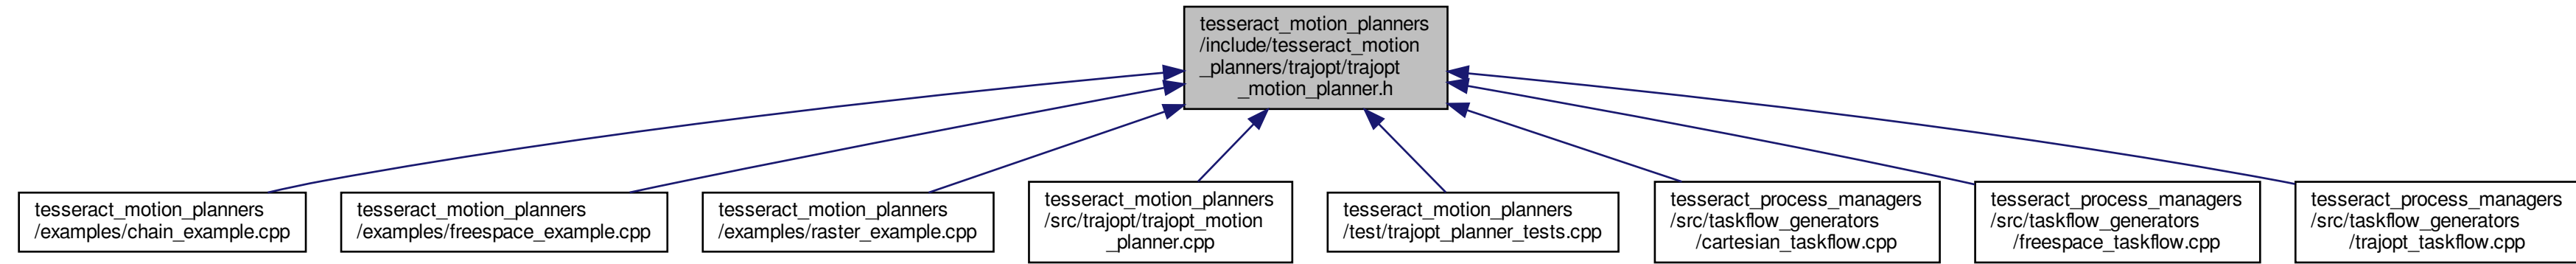 tesseract_motion_planners
/include/tesseract_motion
_planners/trajopt/trajopt
_motion_planner.h
tesseract_motion_planners
/examples/chain_example.cpp
tesseract_motion_planners
/examples/freespace_example.cpp
tesseract_motion_planners
/examples/raster_example.cpp
tesseract_motion_planners
/src/trajopt/trajopt_motion
_planner.cpp
tesseract_motion_planners
/test/trajopt_planner_tests.cpp
tesseract_process_managers
/src/taskflow_generators
/cartesian_taskflow.cpp
tesseract_process_managers
/src/taskflow_generators
/freespace_taskflow.cpp
tesseract_process_managers
/src/taskflow_generators
/trajopt_taskflow.cpp